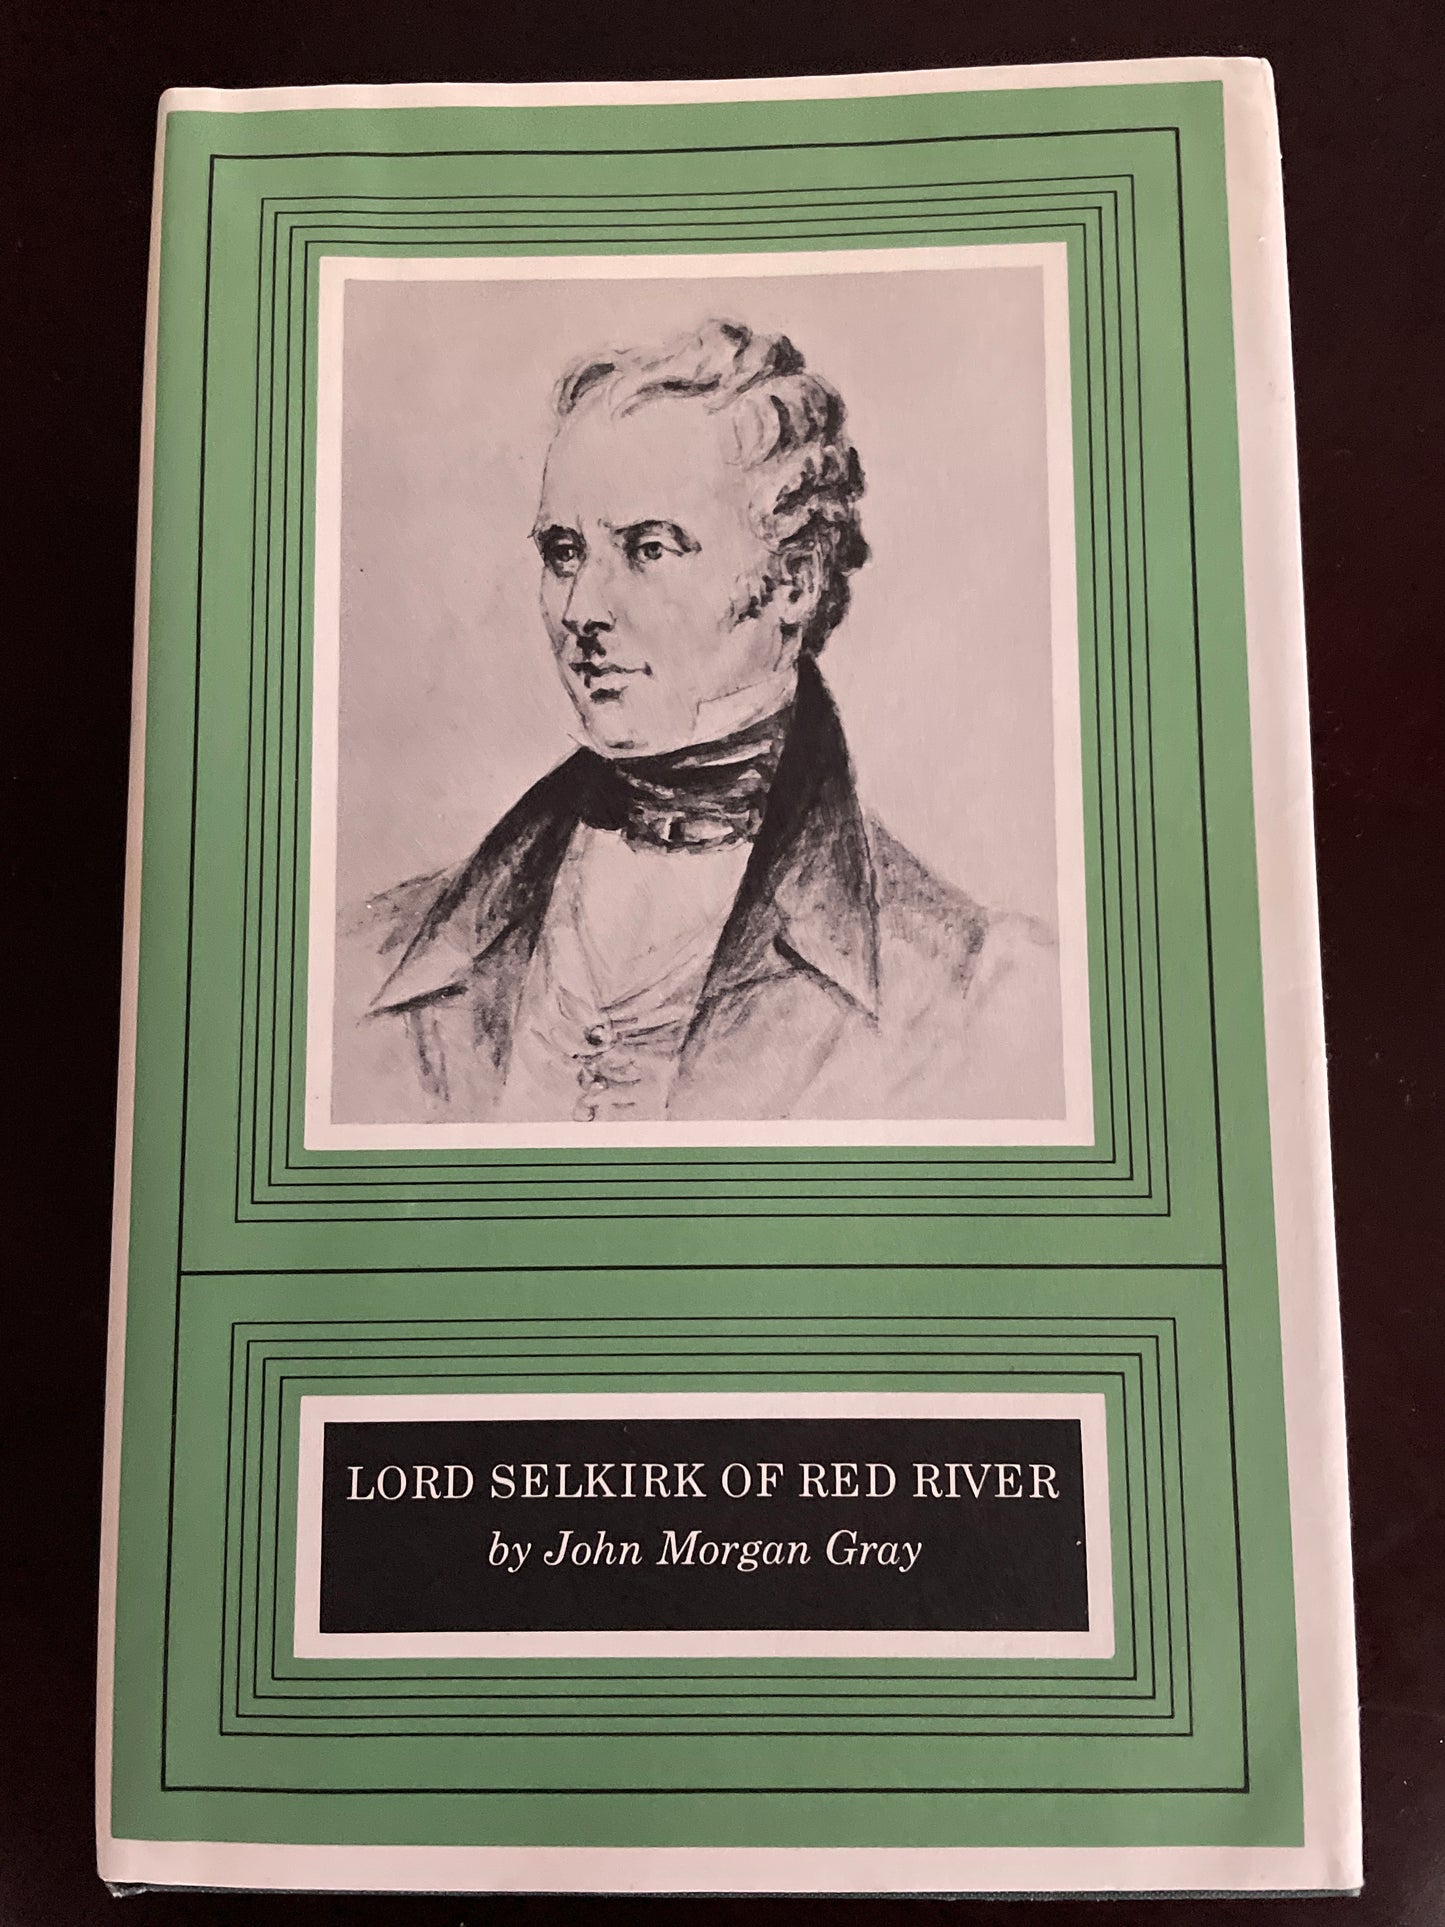 LORD SELKIRK OF RED RIVER
by John Morgan Gray